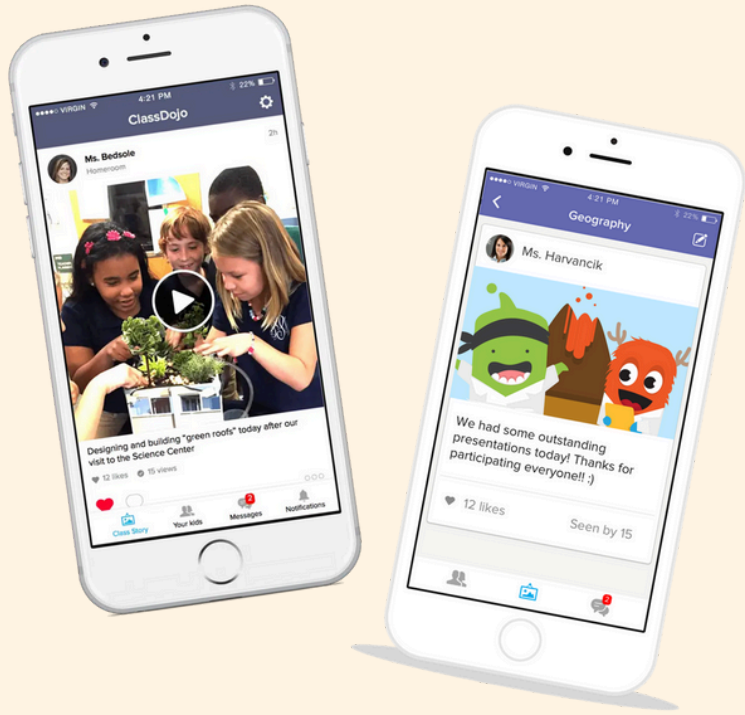 VIRGIN 4:21 PM 22%
ClassDojo
Ms. Bedsole
Homeroom
2h
Designing and building "green roofs" today after our
visit to the Science Center
12 likes 15 views
Class Story Your kids Messages Notifications
2
VIRGIN 4:21 PM 22%
Geography
Ms. Harvancik
We had some outstanding
presentations today! Thanks for
participating everyone!! :)
12 likes Seen by 15
2